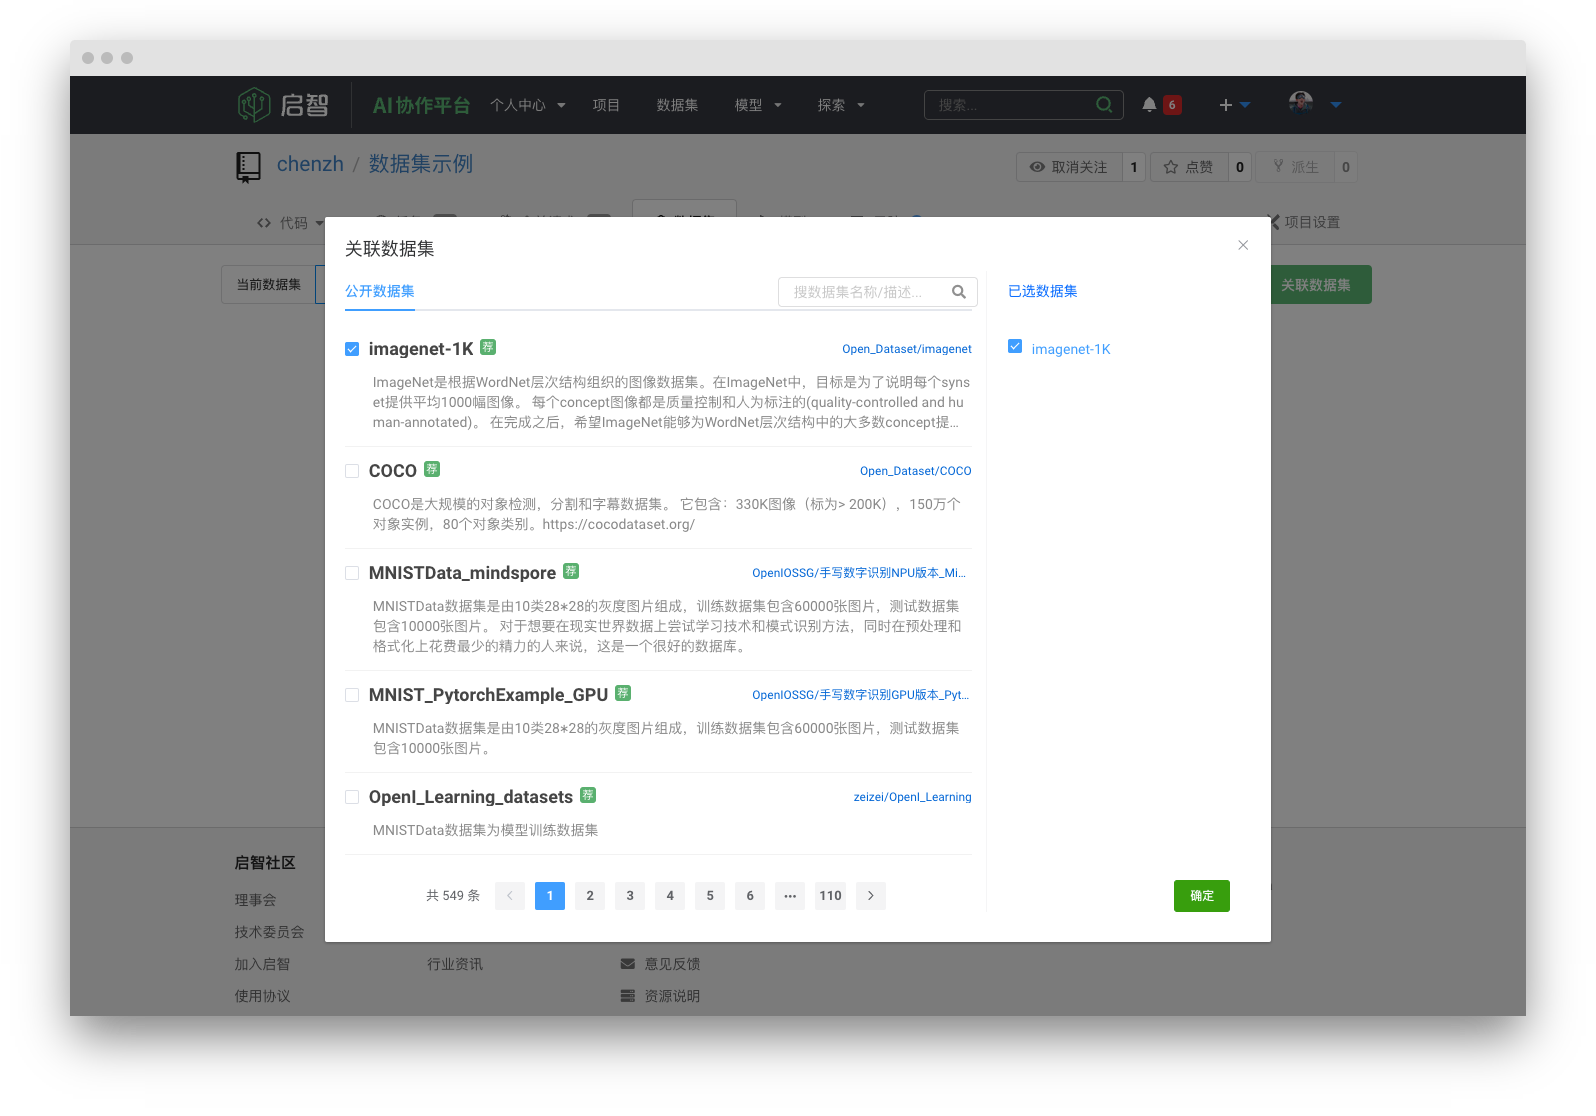 启智 AI协作平台 个人中心 项目 数据集 模型 探索 搜索... 6
chenzh / 数据集示例 取消关注 1 点赞 0 派生 0
代码 数据集 项目设置
当前数据集 关联数据集
关联数据集
公开数据集 搜数据集名称/描述... 已选数据集
imagenet-1K 荐 Open_Dataset/imagenet imagenet-1K
ImageNet是根据WordNet层次结构组织的图像数据集。在ImageNet中，目标是为了说明每个syns
et提供平均1000幅图像。 每个concept图像都是质量控制和人为标注的(quality-controlled and hu
man-annotated)。 在完成之后，希望ImageNet能够为WordNet层次结构中的大多数concept提...
COCO 荐 Open_Dataset/COCO
COCO是大规模的对象检测，分割和字幕数据集。 它包含：330K图像（标为> 200K），150万个
对象实例，80个对象类别。https://cocodataset.org/
MNISTData_mindspore 荐 OpenIOSSG/手写数字识别NPU版本_Mi...
MNISTData数据集是由10类28*28的灰度图片组成，训练数据集包含60000张图片，测试数据集
包含10000张图片。 对于想要在现实世界数据上尝试学习技术和模式识别方法，同时在预处理和
格式化上花费最少的精力的人来说，这是一个很好的数据库。
MNIST_PytorchExample_GPU 荐 OpenIOSSG/手写数字识别GPU版本_Pyt...
MNISTData数据集是由10类28*28的灰度图片组成，训练数据集包含60000张图片，测试数据集
包含10000张图片。
OpenI_Learning_datasets 荐 zeizei/OpenI_Learning
MNISTData数据集为模型训练数据集
共 549 条 1 2 3 4 5 6 ... 110
确定
启智社区
理事会
技术委员会
加入启智 行业资讯 意见反馈
使用协议 资源说明